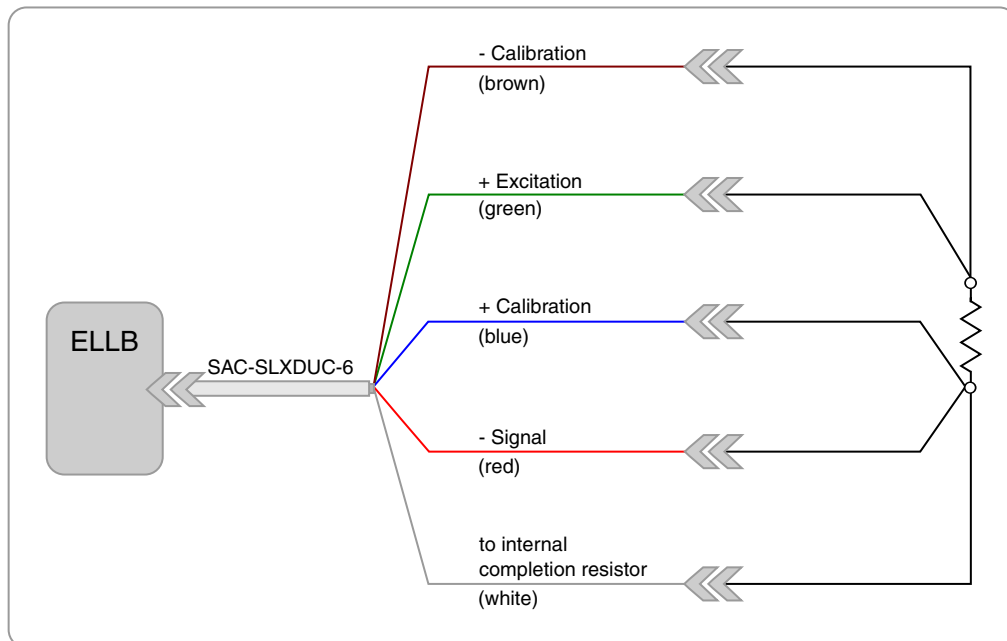 - Calibration
(brown)
+ Excitation
(green)
ELLB
SAC-SLXDUC-6
+ Calibration
(blue)
- Signal
(red)
to internal
completion resistor
(white)